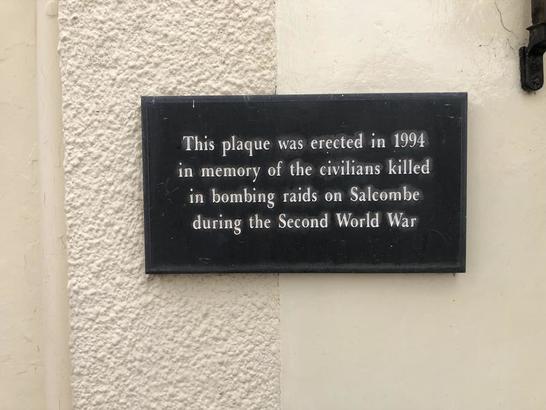 This plaque was erected in 1994
in memory of the civilians killed
in bombing raids on Salcombe
during the Second World War